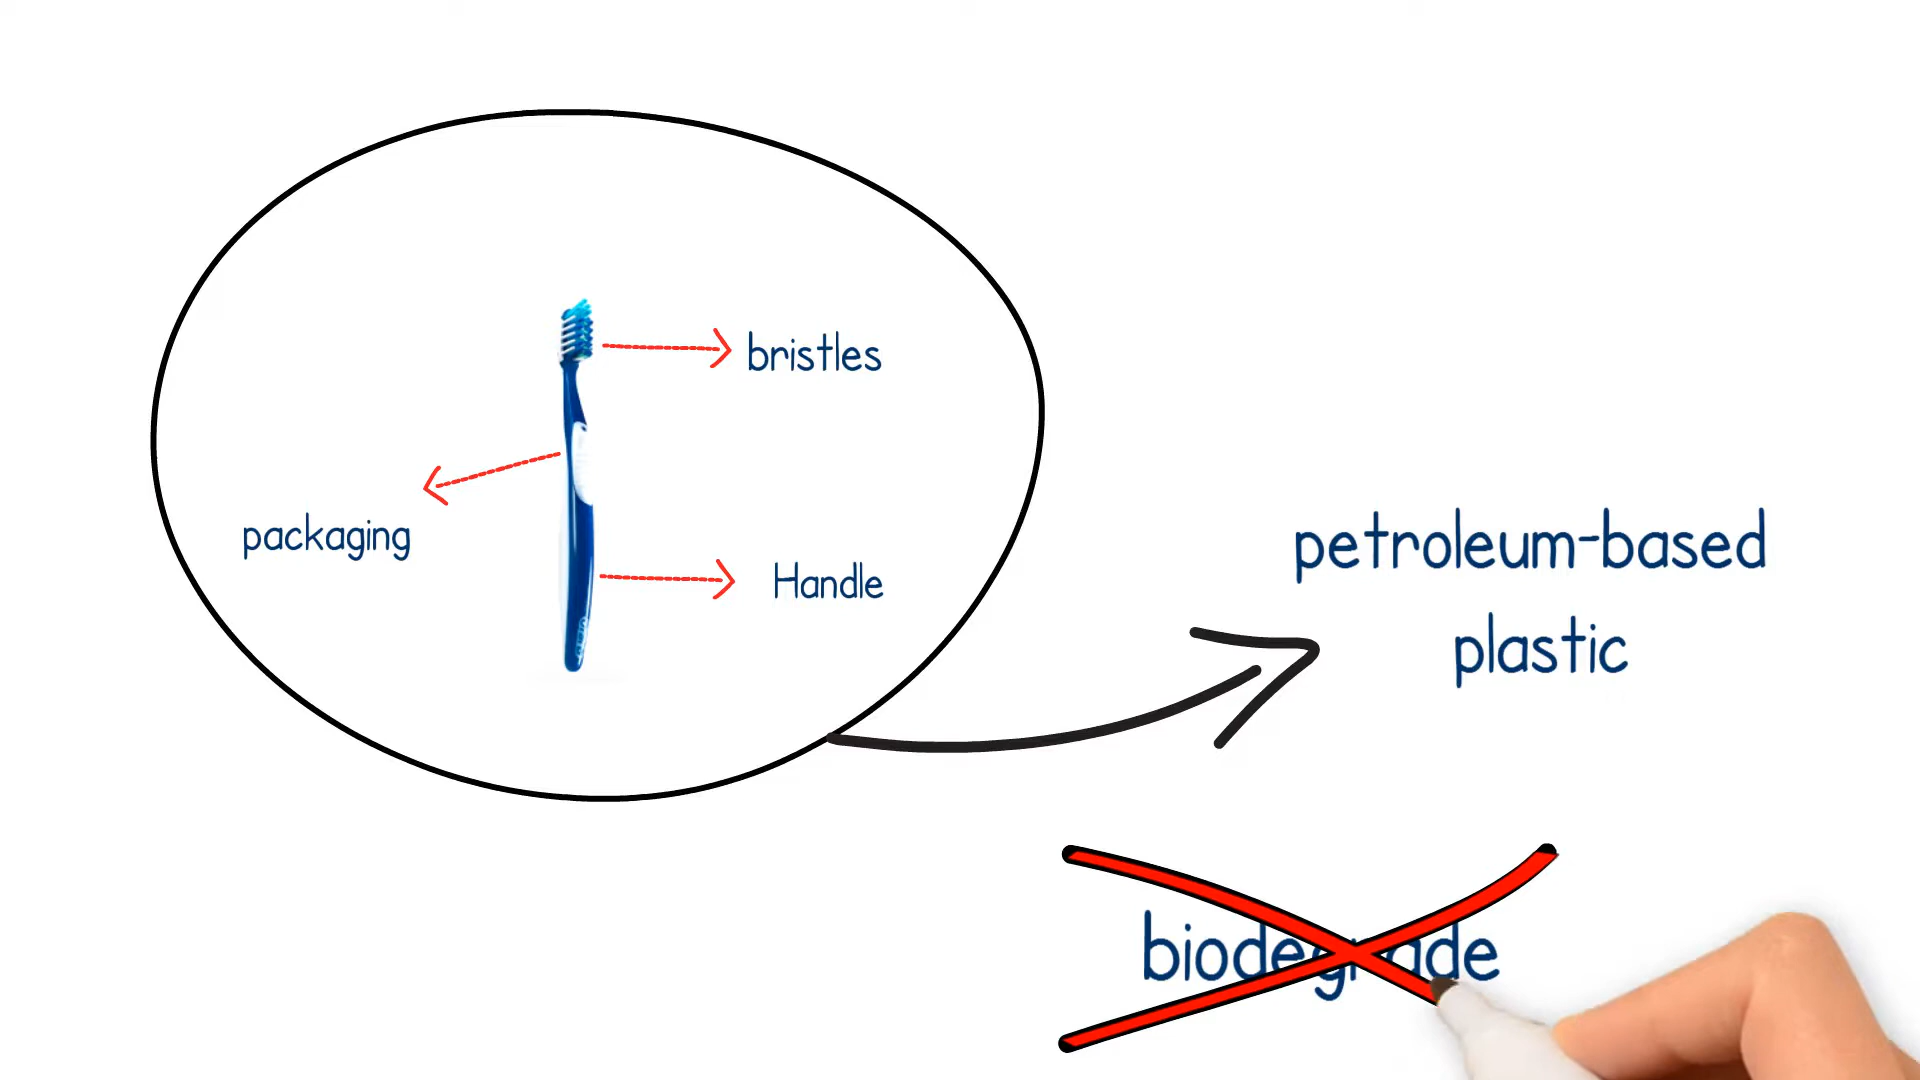 bristles
packaging
Handle
petroleum-based
plastic
biodegrade